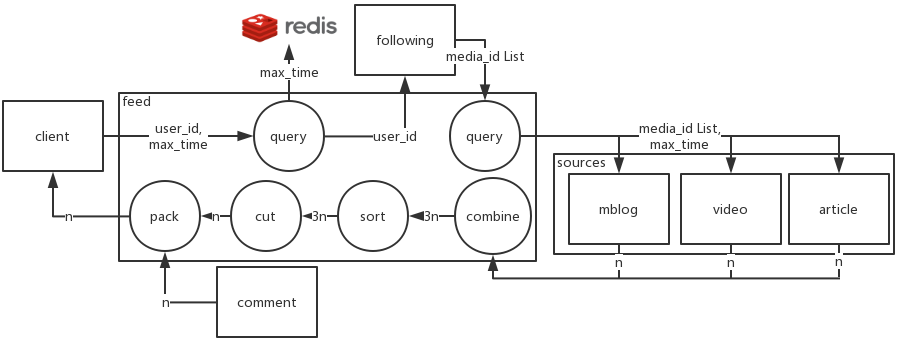 redis
following
media_id List
max_time
feed
client
user_id,
max_time
query
user_id
query
media_id List,
max_time
sources
mblog
video
article
n
pack
n
cut
3n
sort
3n
combine
n
n
n
n
comment